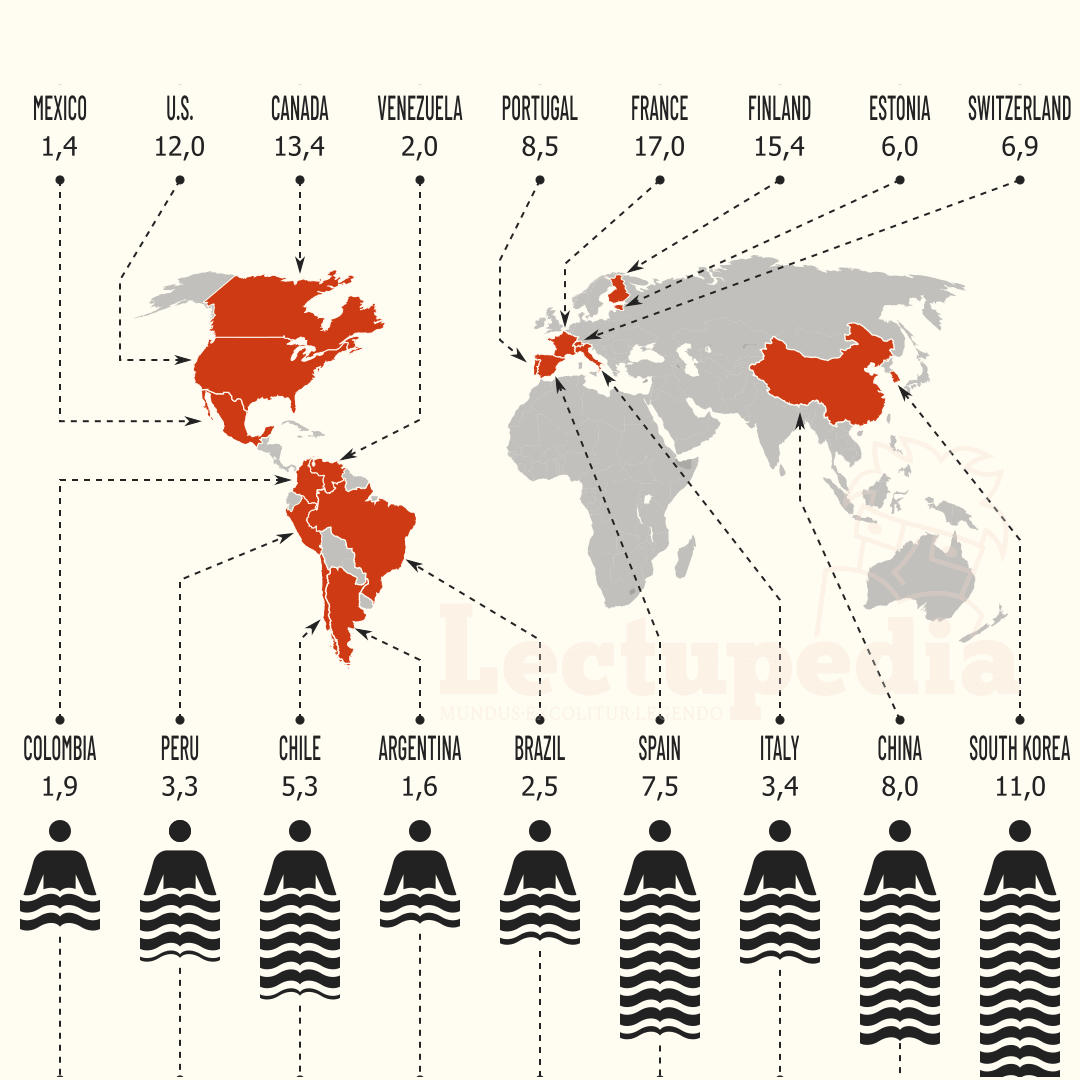 MEXICO U.S. CANADA VENEZUELA PORTUGAL FRANCE FINLAND ESTONIA SWITZERLAND
1,4 12,0 13,4 2,0 8,5 17,0 15,4 6,0 6,9
Lectupedia
MUNDUS·EXCOLITUR·LEGENDO
COLOMBIA PERU CHILE ARGENTINA BRAZIL SPAIN ITALY CHINA SOUTH KOREA
1,9 3,3 5,3 1,6 2,5 7,5 3,4 8,0 11,0